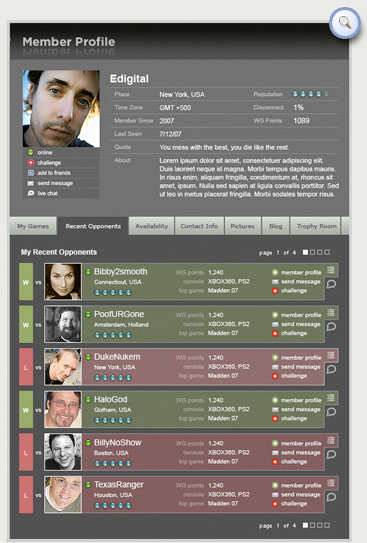 Member Profile
Edigital
Place New York, USA Reputation
Time Zone GMT +500 Disconnect 1%
Member Since 2007 WG Points 1089
Last Seen 7/12/07
Quote You mess with the best, you die like the rest.
About Lorem ipsum dolor sit amet, consectetuer adipiscing elit.
Duis laoreet neque id magna. Morbi tempus dapibus mauris.
In risus enim, aliquam fringilla, condimentum at, rhoncus sit
amet, ipsum. Nulla sed sapien at ligula convallis porttitor. Sed
ut leo in metus placerat fringilla. Morbi sodales tempor risus.
online
challenge
add to friends
send message
live chat
My Games Recent Opponents Availability Contact Info Pictures Blog Trophy Room
My Recent Opponents page 1 of 4
W vs Bibby2smooth WG points 1,240 member profile
Connecticut, USA console XBOX360, PS2 send message
top game Madden 07 challenge
W vs PoofURGone WG points 1,240 member profile
Amsterdam, Holland console XBOX360, PS2 send message
top game Madden 07 challenge
L vs DukeNukem WG points 1,240 member profile
New York, USA console XBOX360, PS2 send message
top game Madden 07 challenge
W vs HaloGod WG points 1,240 member profile
Gotham, USA console XBOX360, PS2 send message
top game Madden 07 challenge
L vs BillyNoShow WG points 1,240 member profile
Boston, USA console XBOX360, PS2 send message
top game Madden 07 challenge
L vs TexasRanger WG points 1,240 member profile
Houston, USA console XBOX360, PS2 send message
top game Madden 07 challenge
page 1 of 4